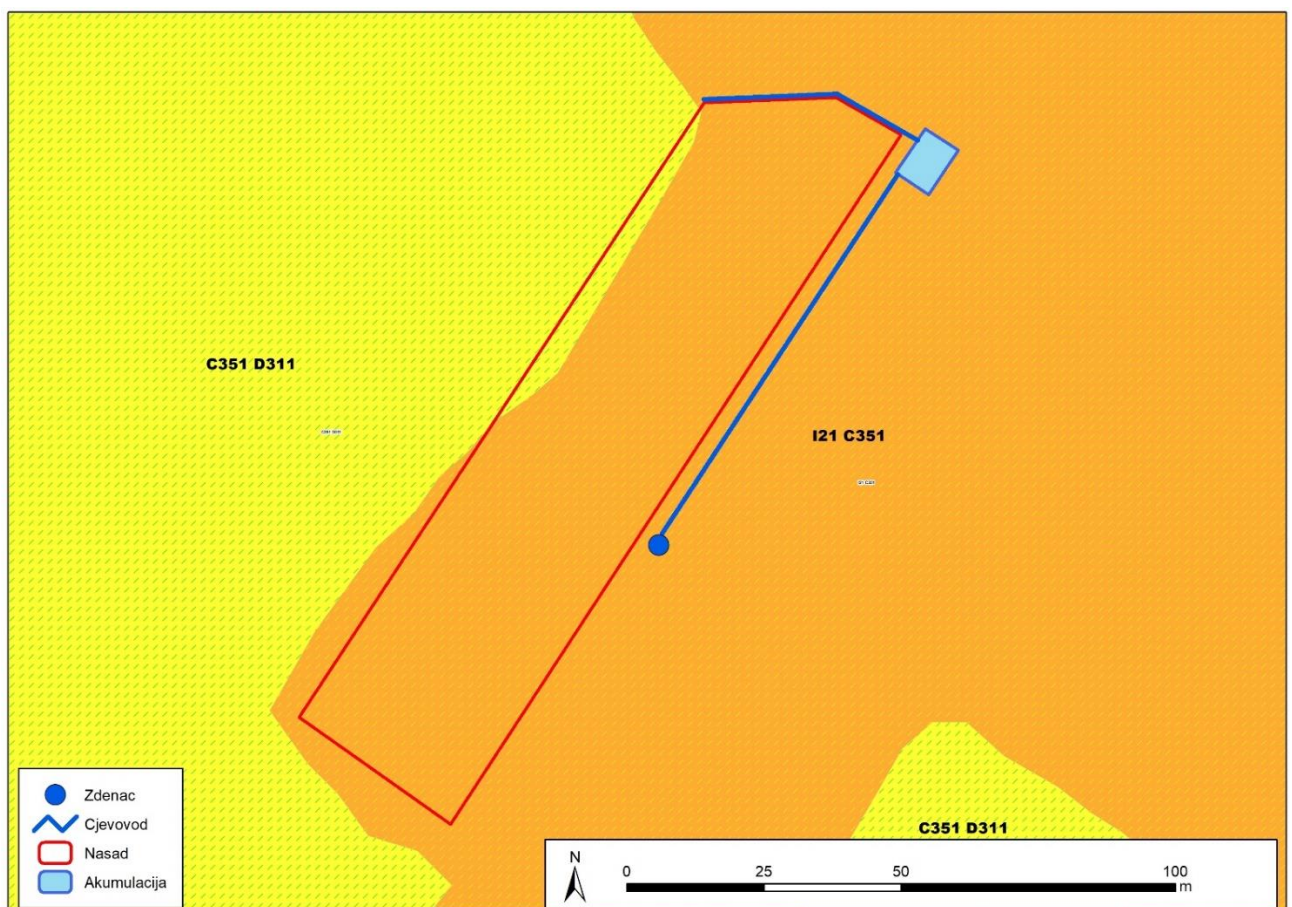 C351 D311
I21 C351
C351 D311
Zdenac
Cjevovod
Nasad
Akumulacija
N
0 25 50 100
m